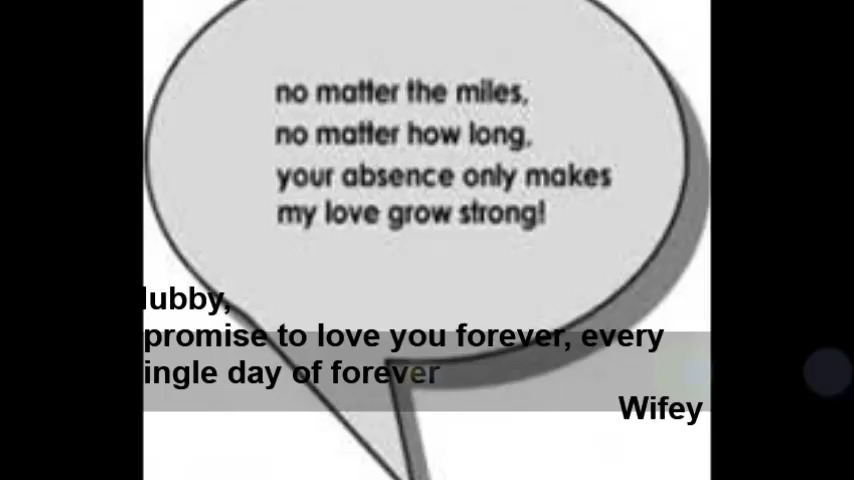 no matter the miles,
no matter how long,
your absence only makes
my love grow strong!
lubby,
promise to love you forever, every
ingle day of forever
Wifey